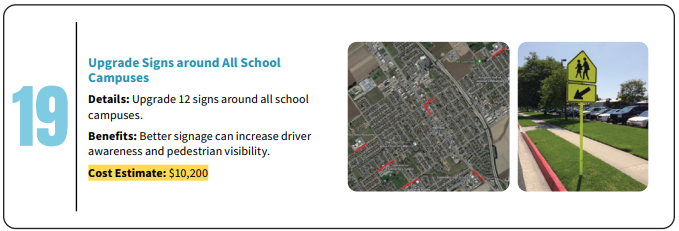 19
Upgrade Signs around All School
Campuses
Details: Upgrade 12 signs around all school
campuses.
Benefits: Better signage can increase driver
awareness and pedestrian visibility.
Cost Estimate: $10,200